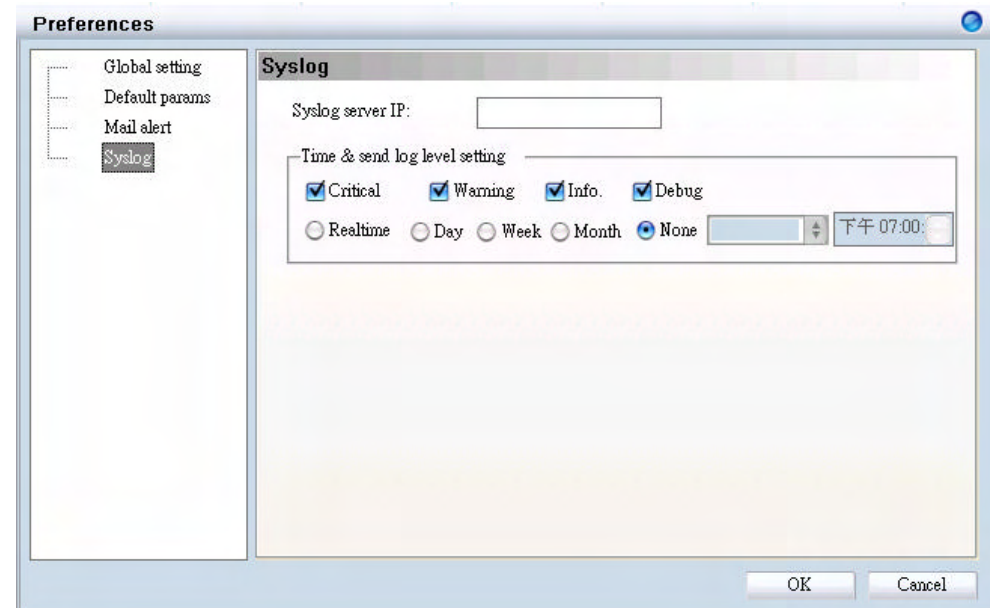 Preferences
Global setting
Default params
Mail alert
Syslog
Syslog
Syslog server IP:
Time & send log level setting
Critical Warning Info. Debug
Realtime Day Week Month None 下午 07:00:
OK Cancel